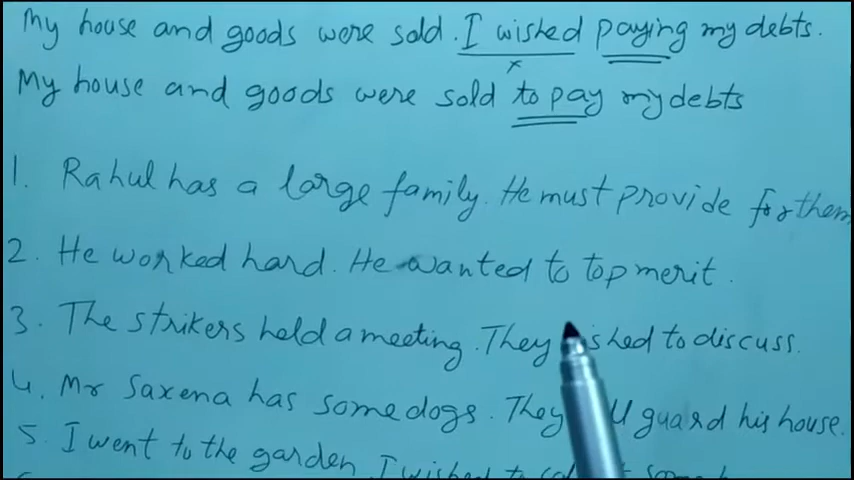 My house and goods were sold. I wished paying my debts.
My house and goods were sold to pay my debts
1. Rahul has a large family. He must provide for them
2. He worked hard. He wanted to top merit.
3. The strikers held a meeting. They to discuss.
4. Mr Saxena has some dogs. They guard his house.
5. I went to the garden I wished to